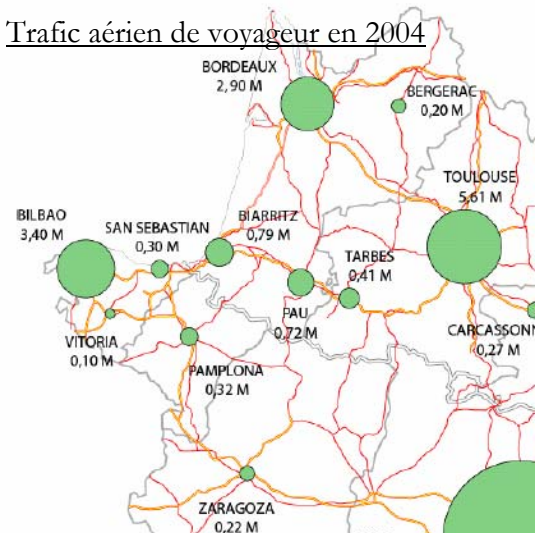 Trafic aérien de voyageur en 2004
BORDEAUX
2,90 M
BERGERAC
0,20 M
TOULOUSE
5,61 M
BILBAO
3,40 M
SAN SEBASTIAN
0,30 M
BIARRITZ
0,79 M
TARBES
0,41 M
PAU
0,72 M
CARCASSONN
0,27 M
VITORIA
0,10 M
PAMPLONA
0,32 M
ZARAGOZA
0,22 M